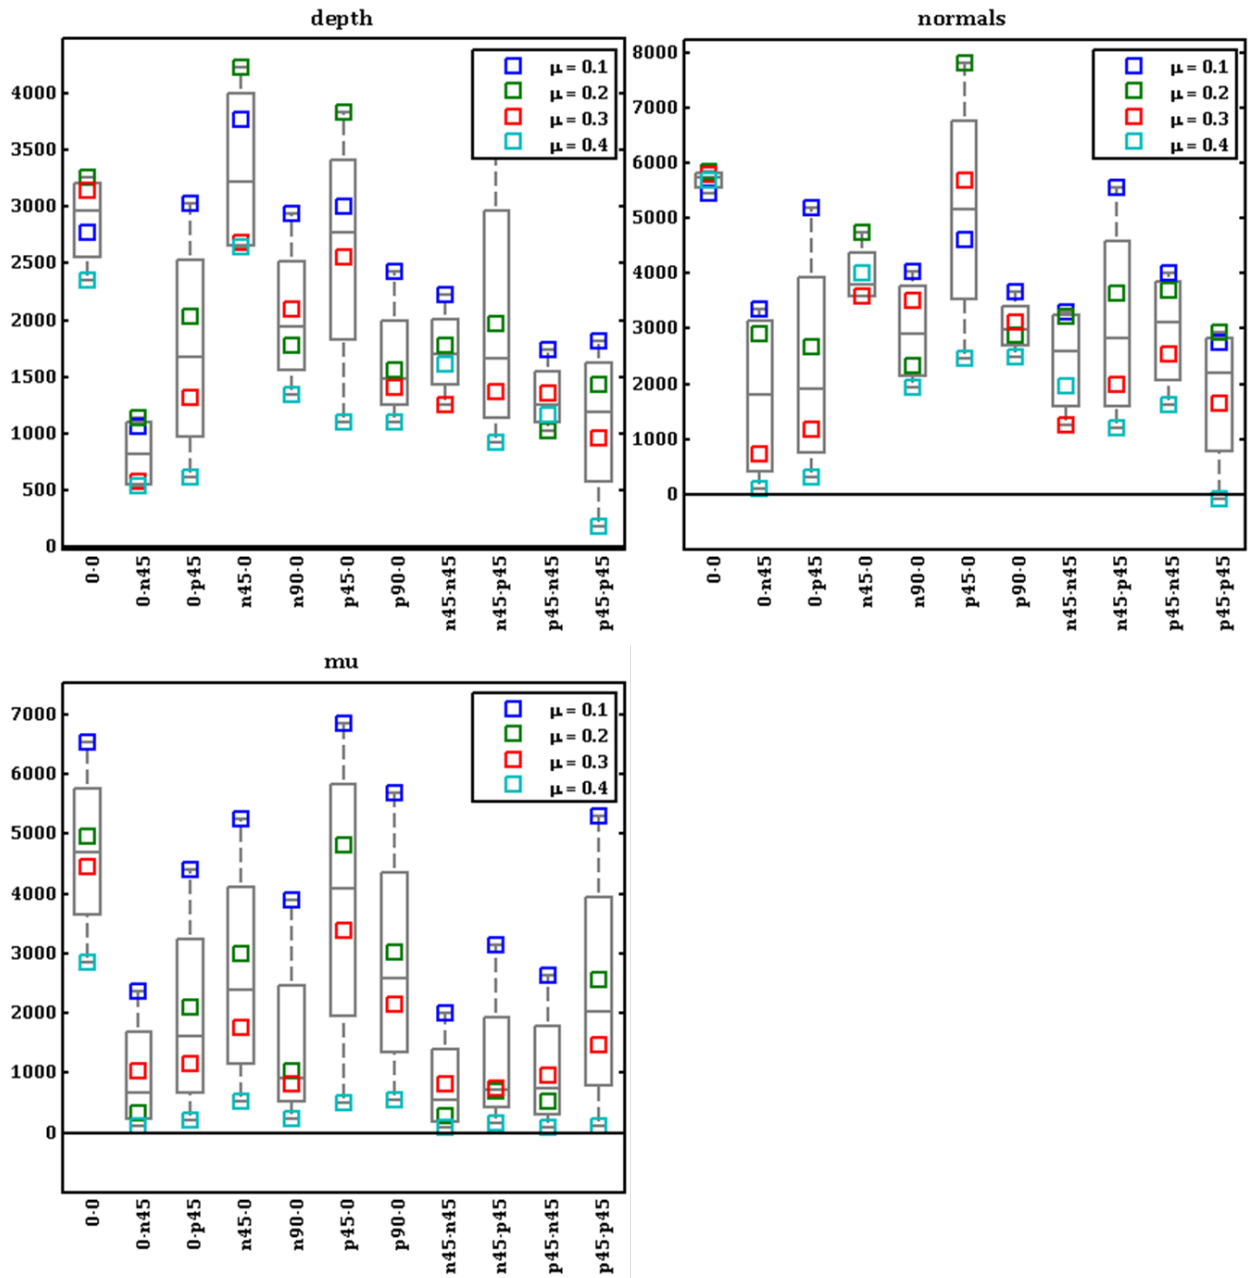 depth
μ = 0.1
μ = 0.2
μ = 0.3
μ = 0.4
4000
3500
3000
2500
2000
1500
1000
500
0
0-0
0-n45
0-p45
n45-0
n90-0
p45-0
p90-0
n45-n45
n45-p45
p45-n45
p45-p45
normals
μ = 0.1
μ = 0.2
μ = 0.3
μ = 0.4
8000
7000
6000
5000
4000
3000
2000
1000
0
0-0
0-n45
0-p45
n45-0
n90-0
p45-0
p90-0
n45-n45
n45-p45
p45-n45
p45-p45
mu
μ = 0.1
μ = 0.2
μ = 0.3
μ = 0.4
7000
6000
5000
4000
3000
2000
1000
0
0-0
0-n45
0-p45
n45-0
n90-0
p45-0
p90-0
n45-n45
n45-p45
p45-n45
p45-p45